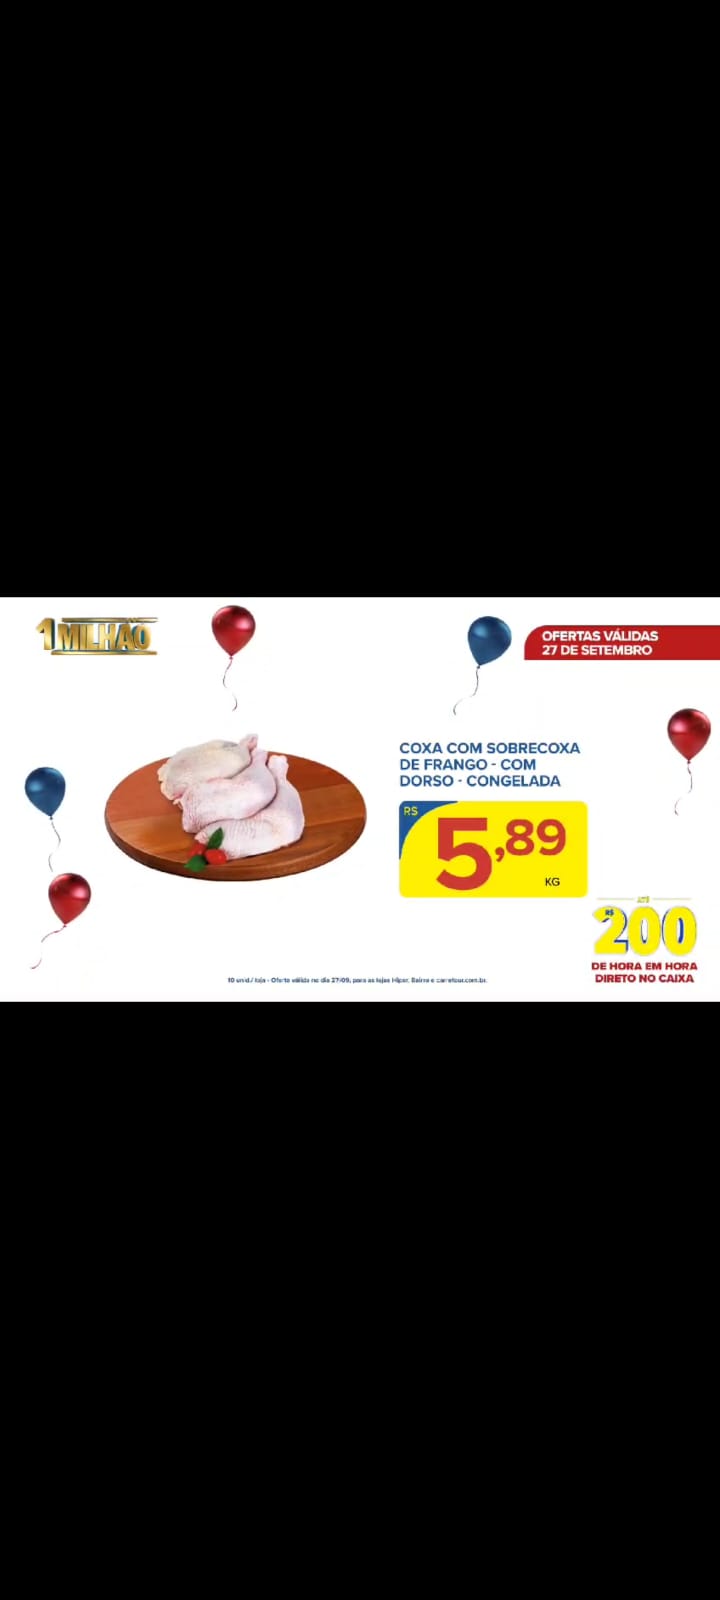 1 MILHÃO
OFERTAS VÁLIDAS
27 DE SETEMBRO
COXA COM SOBRECOXA
DE FRANGO - COM
DORSO - CONGELADA
R$
5,89
KG
ATÉ
R$
200
DE HORA EM HORA
DIRETO NO CAIXA
10 unid./ loja - Oferta válida no dia 27/09, para as lojas Hiper, Bairro e carrefour.com.br.